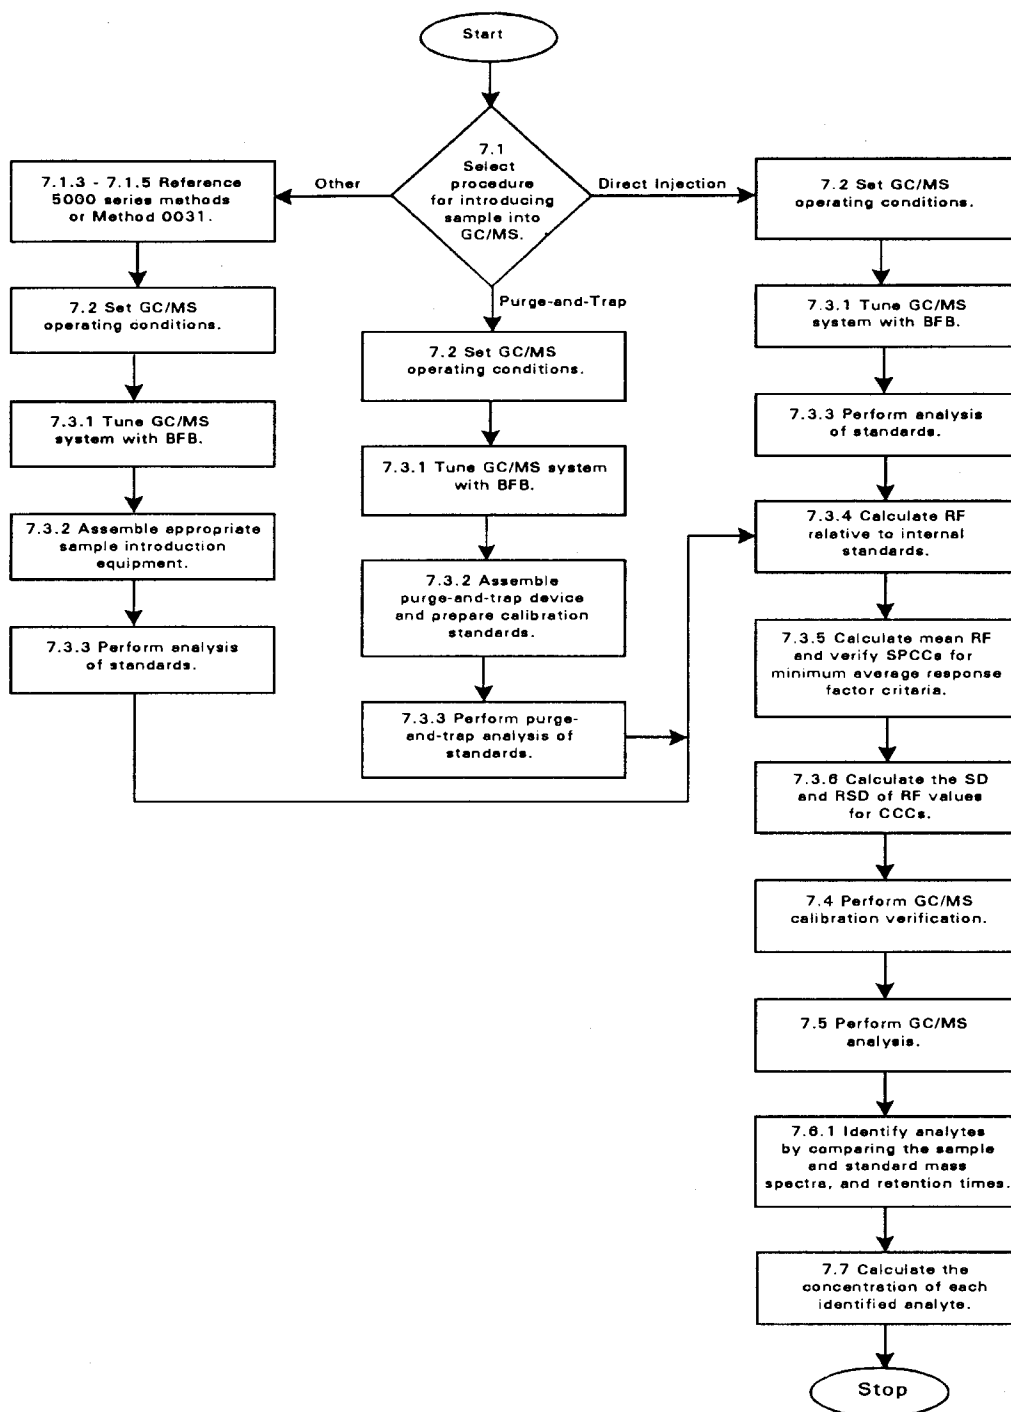 Start
7.1
Select
procedure
for introducing
sample into
GC/MS.
Other
Direct Injection
Purge-and-Trap
7.1.3 - 7.1.5 Reference
5000 series methods
or Method 0031.
7.2 Set GC/MS
operating conditions.
7.3.1 Tune GC/MS
system with BFB.
7.3.2 Assemble appropriate
sample introduction
equipment.
7.3.3 Perform analysis
of standards.
7.2 Set GC/MS
operating conditions.
7.3.1 Tune GC/MS system
with BFB.
7.3.2 Assemble
purge-and-trap device
and prepare calibration
standards.
7.3.3 Perform purge-
and-trap analysis of
standards.
7.2 Set GC/MS
operating conditions.
7.3.1 Tune GC/MS
system with BFB.
7.3.3 Perform analysis
of standards.
7.3.4 Calculate RF
relative to internal
standards.
7.3.5 Calculate mean RF
and verify SPCCs for
minimum average response
factor critaria.
7.3.6 Calculate the SD
and RSD of RF values
for CCCs.
7.4 Perform GC/MS
calibration verification.
7.5 Perform GC/MS
analysis.
7.6.1 Identify analytes
by comparing the sample
and standard mass
spectra, and retention times.
7.7 Calculate the
concentration of each
identified analyte.
Stop